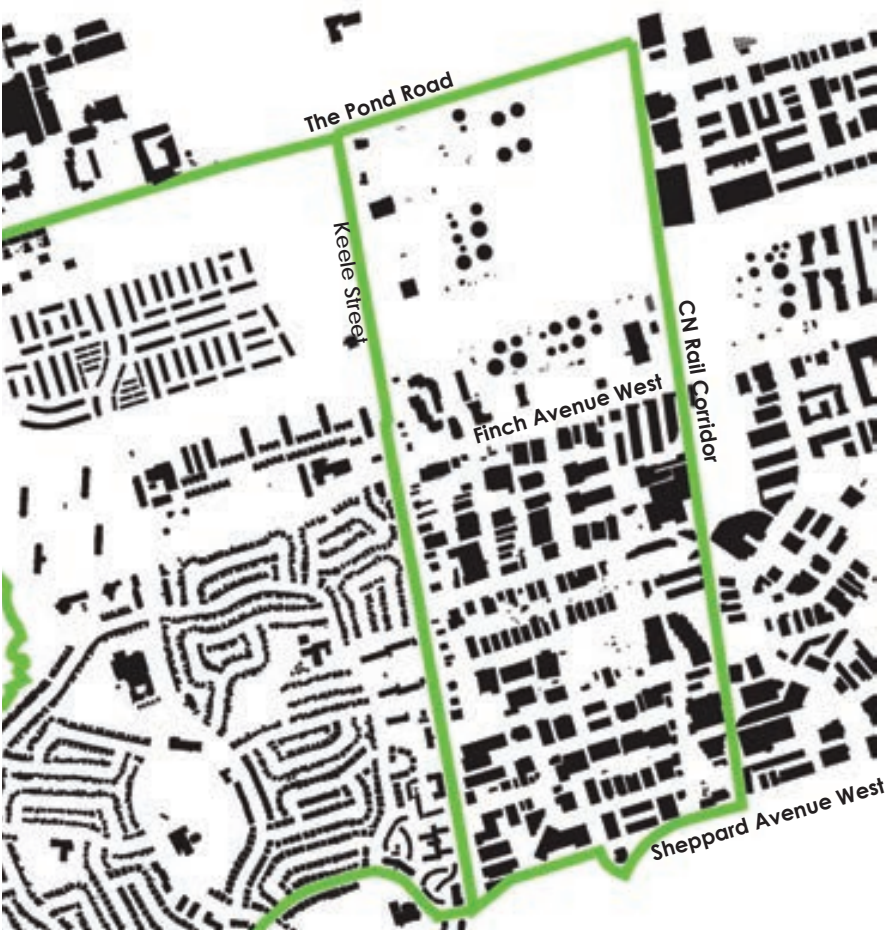 The Pond Road
Keele Street
CN Rail Corridor
Finch Avenue West
Sheppard Avenue West